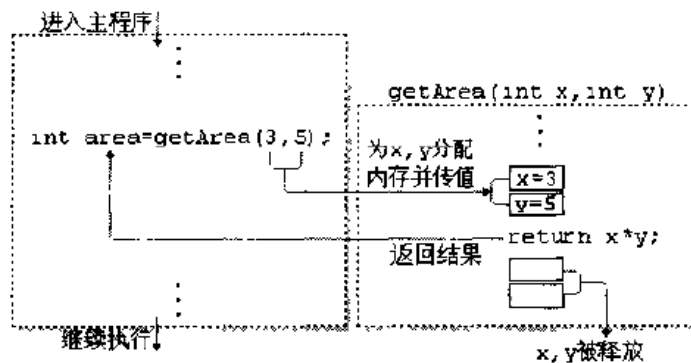 进入主程序
getArea(int x,int y)
int area=getArea(3,5);
为x,y分配
内存并传值
x=3
y=5
return x*y;
返回结果
继续执行
x,y被释放